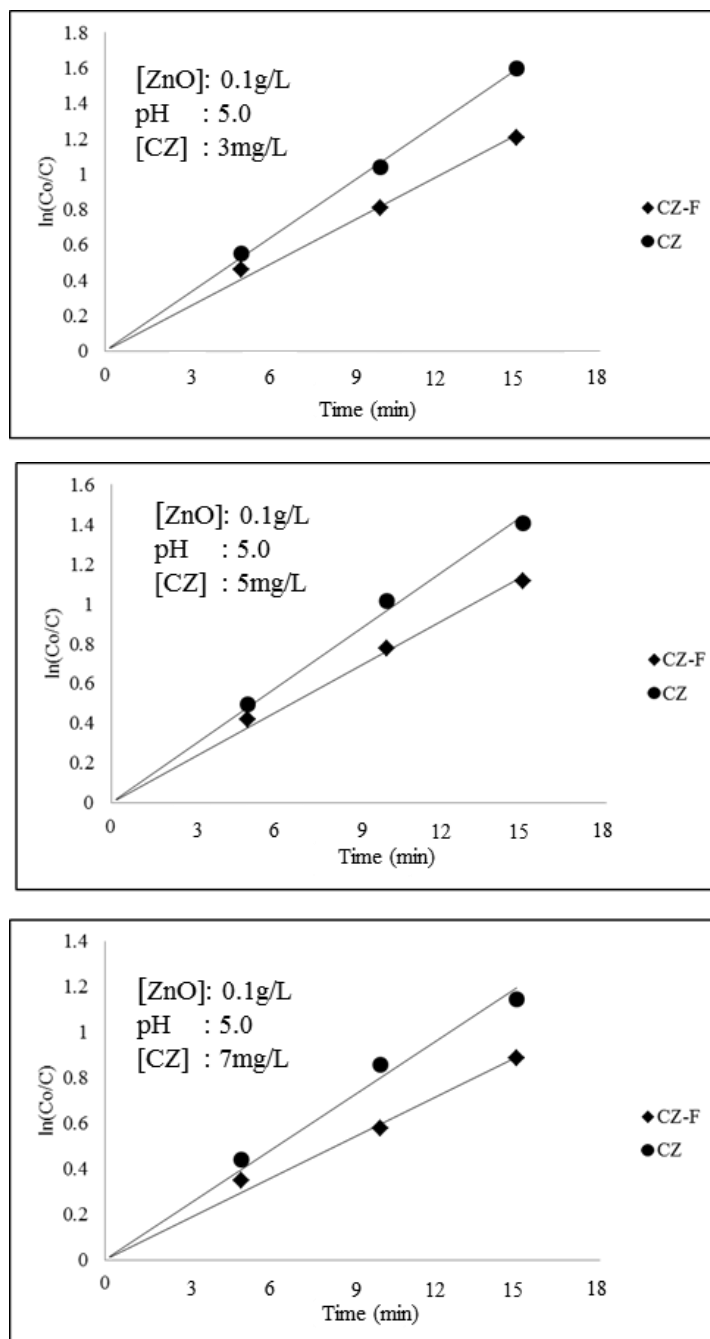 1.8
1.6
1.4
1.2
1
0.8
0.6
0.4
0.2
0
ln(Co/C)
[ZnO]: 0.1g/L
pH : 5.0
[CZ] : 3mg/L
CZ-F
CZ
0 3 6 9 12 15 18
Time (min)
1.6
1.4
1.2
1
0.8
0.6
0.4
0.2
0
ln(Co/C)
[ZnO]: 0.1g/L
pH : 5.0
[CZ] : 5mg/L
CZ-F
CZ
0 3 6 9 12 15 18
Time (min)
1.4
1.2
1
0.8
0.6
0.4
0.2
0
ln(Co/C)
[ZnO]: 0.1g/L
pH : 5.0
[CZ] : 7mg/L
CZ-F
CZ
0 3 6 9 12 15 18
Time (min)